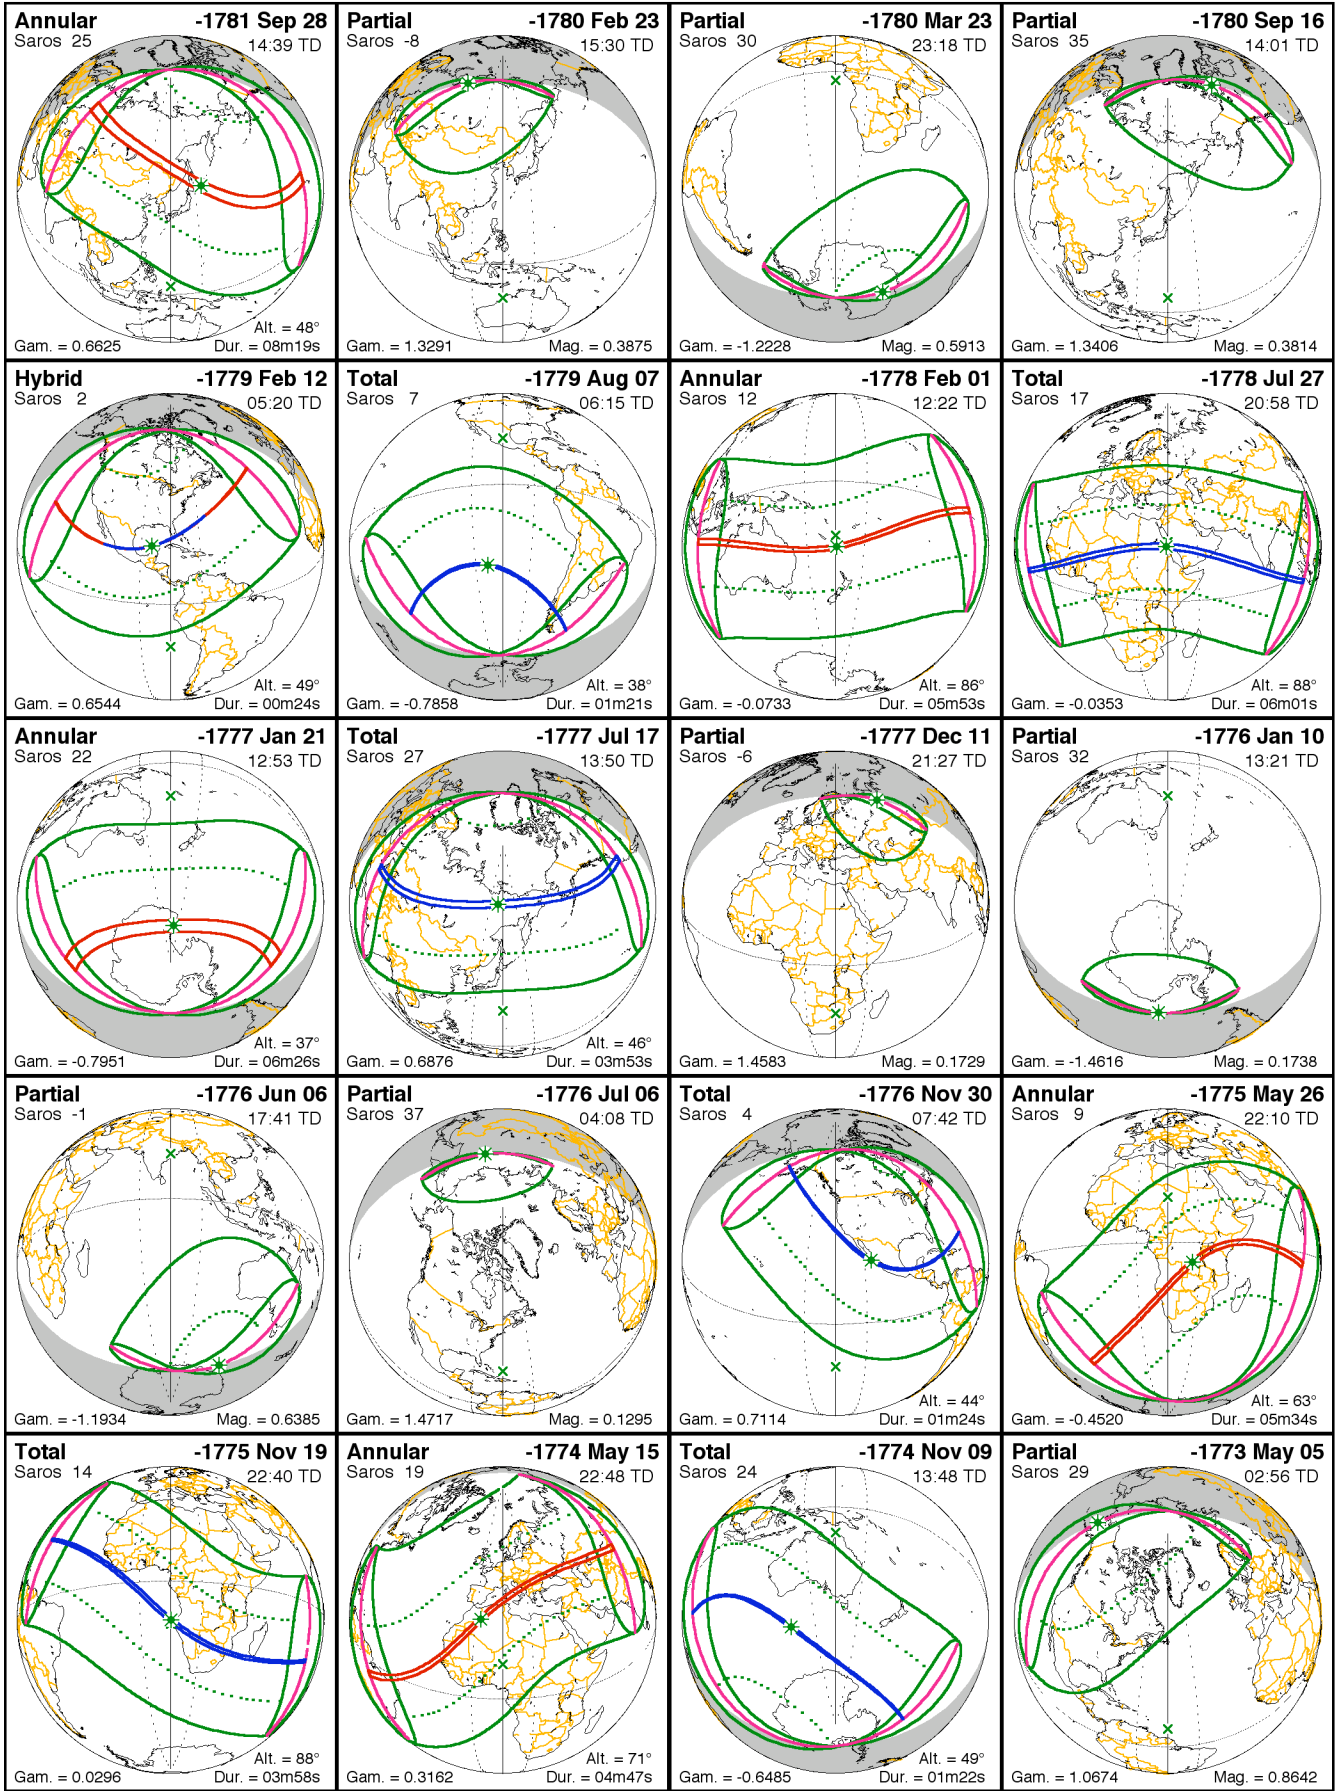 Annular -1781 Sep 28
Saros 25 14:39 TD
Alt. = 48°
Gam. = 0.6625 Dur. = 08m19s
Partial -1780 Feb 23
Saros -8 15:30 TD
Gam. = 1.3291 Mag. = 0.3875
Partial -1780 Mar 23
Saros 30 23:18 TD
Gam. = -1.2228 Mag. = 0.5913
Partial -1780 Sep 16
Saros 35 14:01 TD
Gam. = 1.3406 Mag. = 0.3814
Hybrid -1779 Feb 12
Saros 2 05:20 TD
Alt. = 49°
Gam. = 0.6544 Dur. = 00m24s
Total -1779 Aug 07
Saros 7 06:15 TD
Alt. = 38°
Gam. = -0.7858 Dur. = 01m21s
Annular -1778 Feb 01
Saros 12 12:22 TD
Alt. = 86°
Gam. = -0.0733 Dur. = 05m53s
Total -1778 Jul 27
Saros 17 20:58 TD
Alt. = 88°
Gam. = -0.0353 Dur. = 06m01s
Annular -1777 Jan 21
Saros 22 12:53 TD
Alt. = 37°
Gam. = -0.7951 Dur. = 06m26s
Total -1777 Jul 17
Saros 27 13:50 TD
Alt. = 46°
Gam. = 0.6876 Dur. = 03m53s
Partial -1777 Dec 11
Saros -6 21:27 TD
Gam. = 1.4583 Mag. = 0.1729
Partial -1776 Jan 10
Saros 32 13:21 TD
Gam. = -1.4616 Mag. = 0.1738
Partial -1776 Jun 06
Saros -1 17:41 TD
Gam. = -1.1934 Mag. = 0.6385
Partial -1776 Jul 06
Saros 37 04:08 TD
Gam. = 1.4717 Mag. = 0.1295
Total -1776 Nov 30
Saros 4 07:42 TD
Alt. = 44°
Gam. = 0.7114 Dur. = 01m24s
Annular -1775 May 26
Saros 9 22:10 TD
Alt. = 63°
Gam. = -0.4520 Dur. = 05m34s
Total -1775 Nov 19
Saros 14 22:40 TD
Alt. = 88°
Gam. = 0.0296 Dur. = 03m58s
Annular -1774 May 15
Saros 19 22:48 TD
Alt. = 71°
Gam. = 0.3162 Dur. = 04m47s
Total -1774 Nov 09
Saros 24 13:48 TD
Alt. = 49°
Gam. = -0.6485 Dur. = 01m22s
Partial -1773 May 05
Saros 29 02:56 TD
Gam. = 1.0674 Mag. = 0.8642